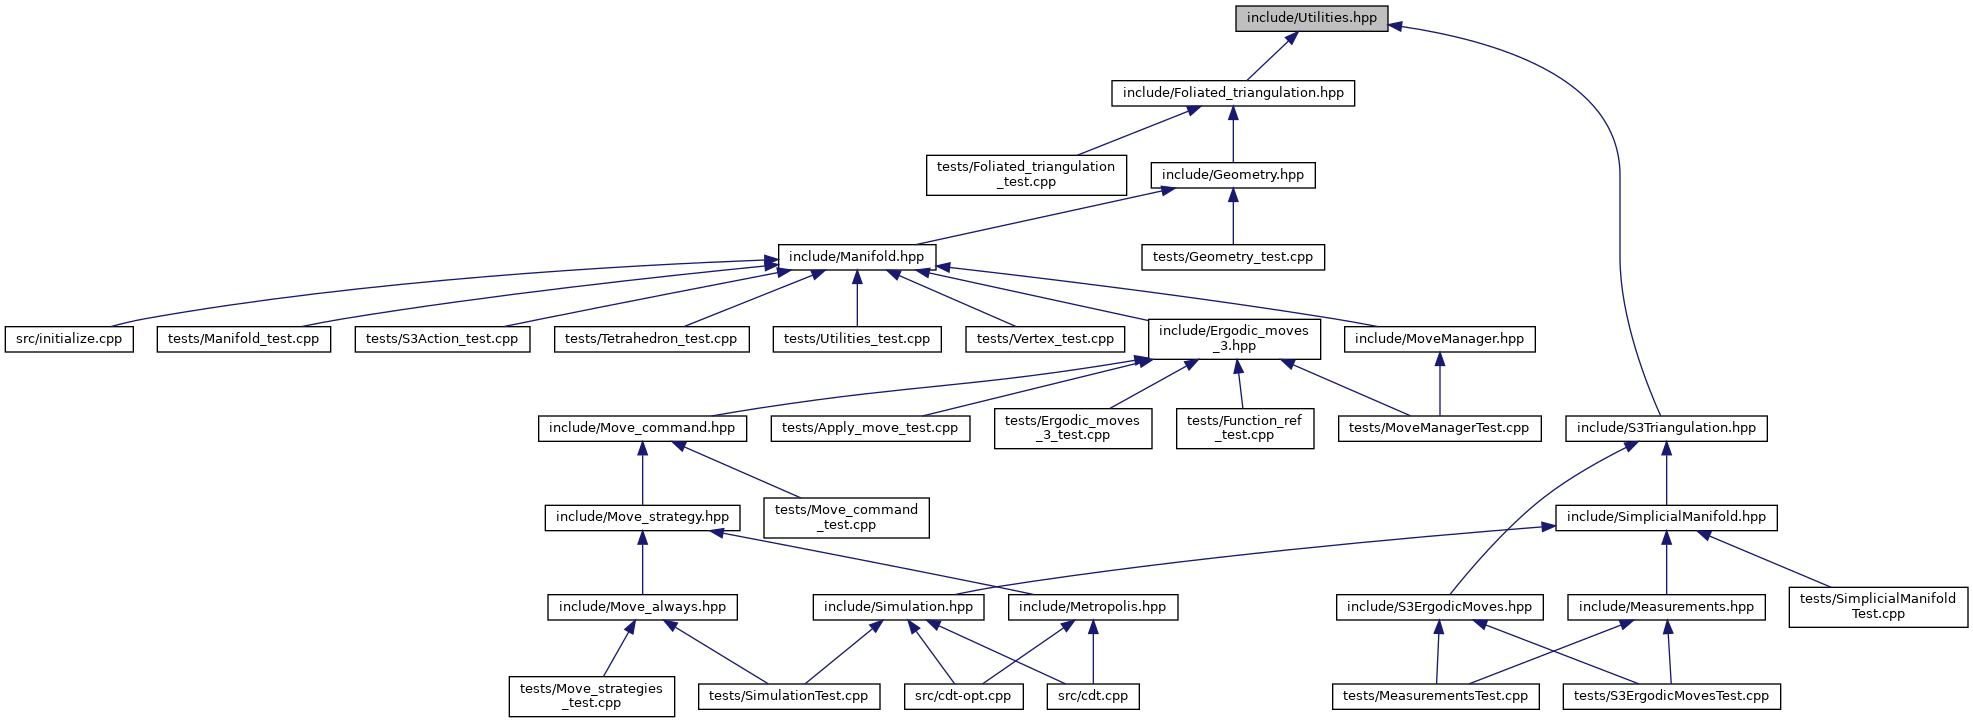 include/Utilities.hpp
include/Foliated_triangulation.hpp
tests/Foliated_triangulation
_test.cpp
include/Geometry.hpp
include/Manifold.hpp
tests/Geometry_test.cpp
src/initialize.cpp
tests/Manifold_test.cpp
tests/S3Action_test.cpp
tests/Tetrahedron_test.cpp
tests/Utilities_test.cpp
tests/Vertex_test.cpp
include/Ergodic_moves
_3.hpp
include/MoveManager.hpp
include/Move_command.hpp
tests/Apply_move_test.cpp
tests/Ergodic_moves
_3_test.cpp
tests/Function_ref
_test.cpp
tests/MoveManagerTest.cpp
include/S3Triangulation.hpp
include/Move_strategy.hpp
tests/Move_command
_test.cpp
include/SimplicialManifold.hpp
include/Move_always.hpp
include/Simulation.hpp
include/Metropolis.hpp
include/S3ErgodicMoves.hpp
include/Measurements.hpp
tests/SimplicialManifold
Test.cpp
tests/Move_strategies
_test.cpp
tests/SimulationTest.cpp
src/cdt-opt.cpp
src/cdt.cpp
tests/MeasurementsTest.cpp
tests/S3ErgodicMovesTest.cpp